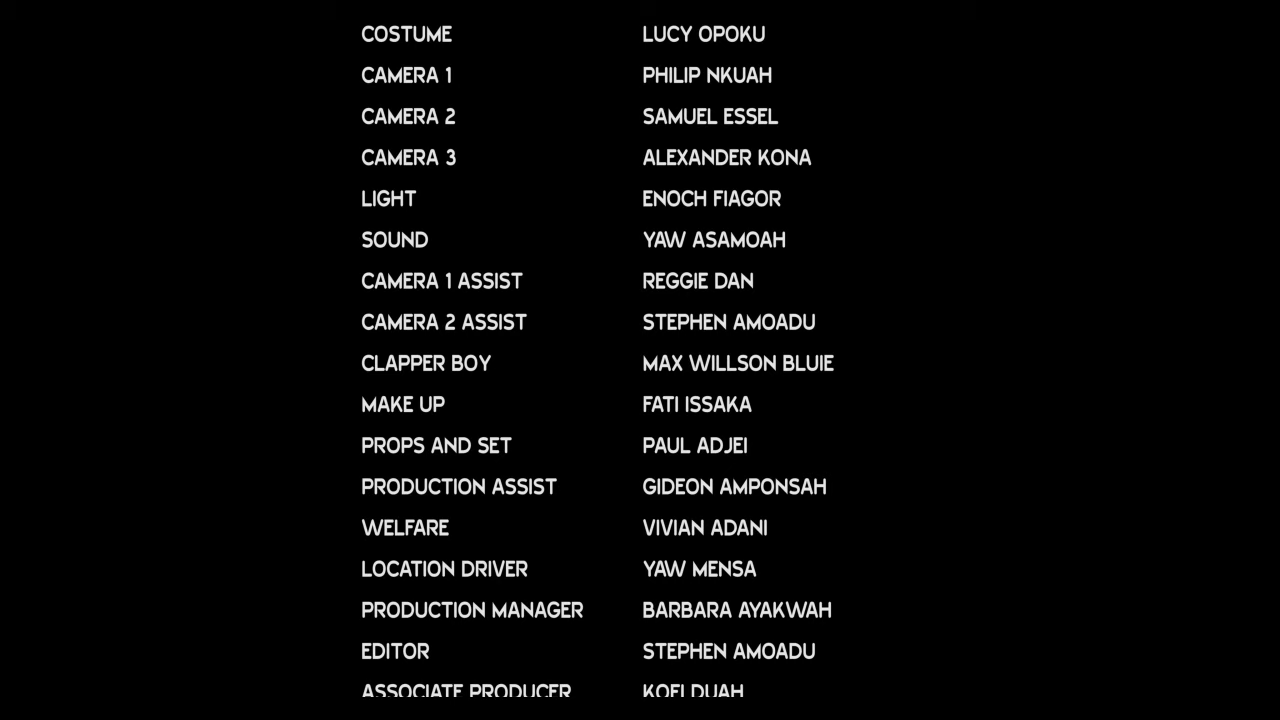 COSTUME LUCY OPOKU
CAMERA 1 PHILIP NKUAH
CAMERA 2 SAMUEL ESSEL
CAMERA 3 ALEXANDER KONA
LIGHT ENOCH FIAGOR
SOUND YAW ASAMOAH
CAMERA 1 ASSIST REGGIE DAN
CAMERA 2 ASSIST STEPHEN AMOADU
CLAPPER BOY MAX WILLSON BLUIE
MAKE UP FATI ISSAKA
PROPS AND SET PAUL ADJEI
PRODUCTION ASSIST GIDEON AMPONSAH
WELFARE VIVIAN ADANI
LOCATION DRIVER YAW MENSA
PRODUCTION MANAGER BARBARA AYAKWAH
EDITOR STEPHEN AMOADU
ASSOCIATE PRODUCER KOFI DUAH